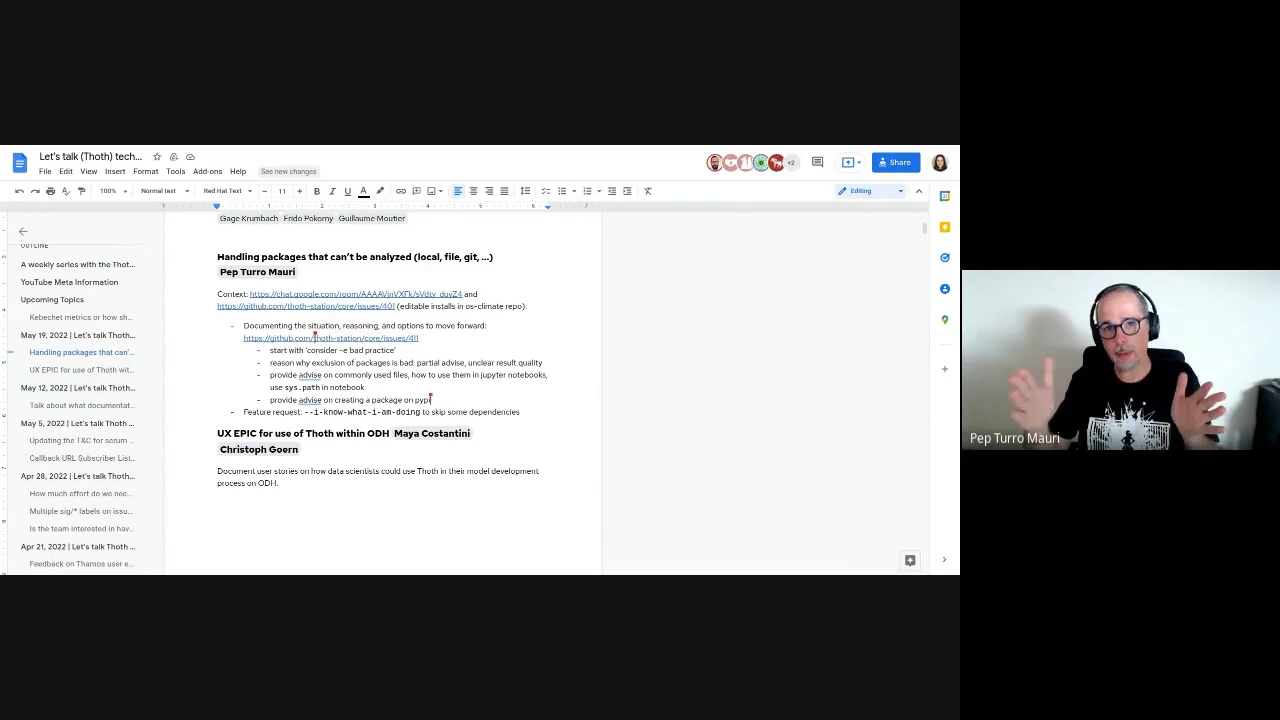 Let's talk (Thoth) tech...
File Edit View Insert Format Tools Add-ons Help
See new changes
+2
Share
100%
Normal text
Red Hat Text
11
B I U A
Editing
1 1 2 3 4 5 6 7
OUTLINE
A weekly series with the Thot...
YouTube Meta Information
Upcoming Topics
Kebechet metrics or how sh...
May 19, 2022 | Let's talk Thoth...
Handling packages that can'...
UX EPIC for use of Thoth wit...
May 12, 2022 | Let's talk Thoth...
Talk about what documentat...
May 5, 2022 | Let's talk Thoth...
Updating the T&C for scrum ...
Callback URL Subscriber List...
Apr 28, 2022 | Let's talk Thoth...
How much effort do we nee...
Multiple sig/* labels on issu...
Is the team interested in hav...
Apr 21, 2022 | Let's talk Thoth ...
Feedback on Thamos user e...
Gage Krumbach Frido Pokorny Guillaume Moutier
Handling packages that can't be analyzed (local, file, git, ...)
Pep Turro Mauri
Context: https://chat.google.com/room/AAAAVjnVXFk/sVdty_duyZ4 and
https://github.com/thoth-station/core/issues/401 (editable installs in os-climate repo).
- Documenting the situation, reasoning, and options to move forward:
https://github.com/thoth-station/core/issues/411
- start with 'consider -e bad practice'
- reason why exclusion of packages is bad: partial advise, unclear result quality
- provide advise on commonly used files, how to use them in jupyter notebooks,
use sys.path in notebook
- provide advise on creating a package on pypi
- Feature request: --i-know-what-i-am-doing to skip some dependencies
UX EPIC for use of Thoth within ODH Maya Costantini
Christoph Goern
Document user stories on how data scientists could use Thoth in their model development
process on ODH.
Pep Turro Mauri